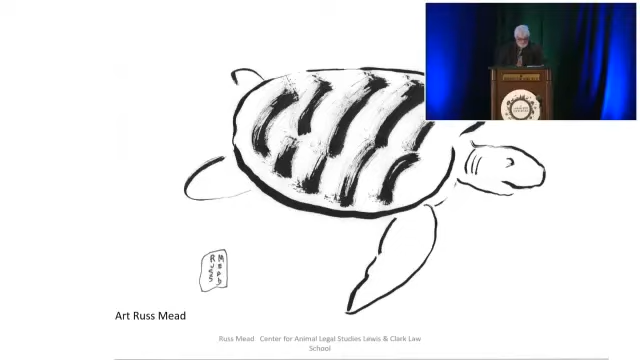 RUSS
MEAD
Art Russ Mead
Russ Mead Center for Animal Legal Studies Lewis & Clark Law
School